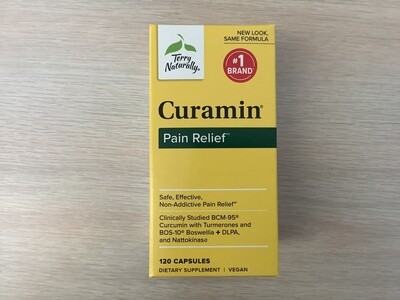 NEW LOOK,
SAME FORMULA
Terry
Naturally®
#1
BRAND*
Curamin®
Pain Relief™
Safe, Effective,
Non-Addictive Pain Relief*†
Clinically Studied BCM-95®
Curcumin with Turmerones and
BOS-10® Boswellia + DLPA,
and Nattokinase
120 CAPSULES
DIETARY SUPPLEMENT | VEGAN